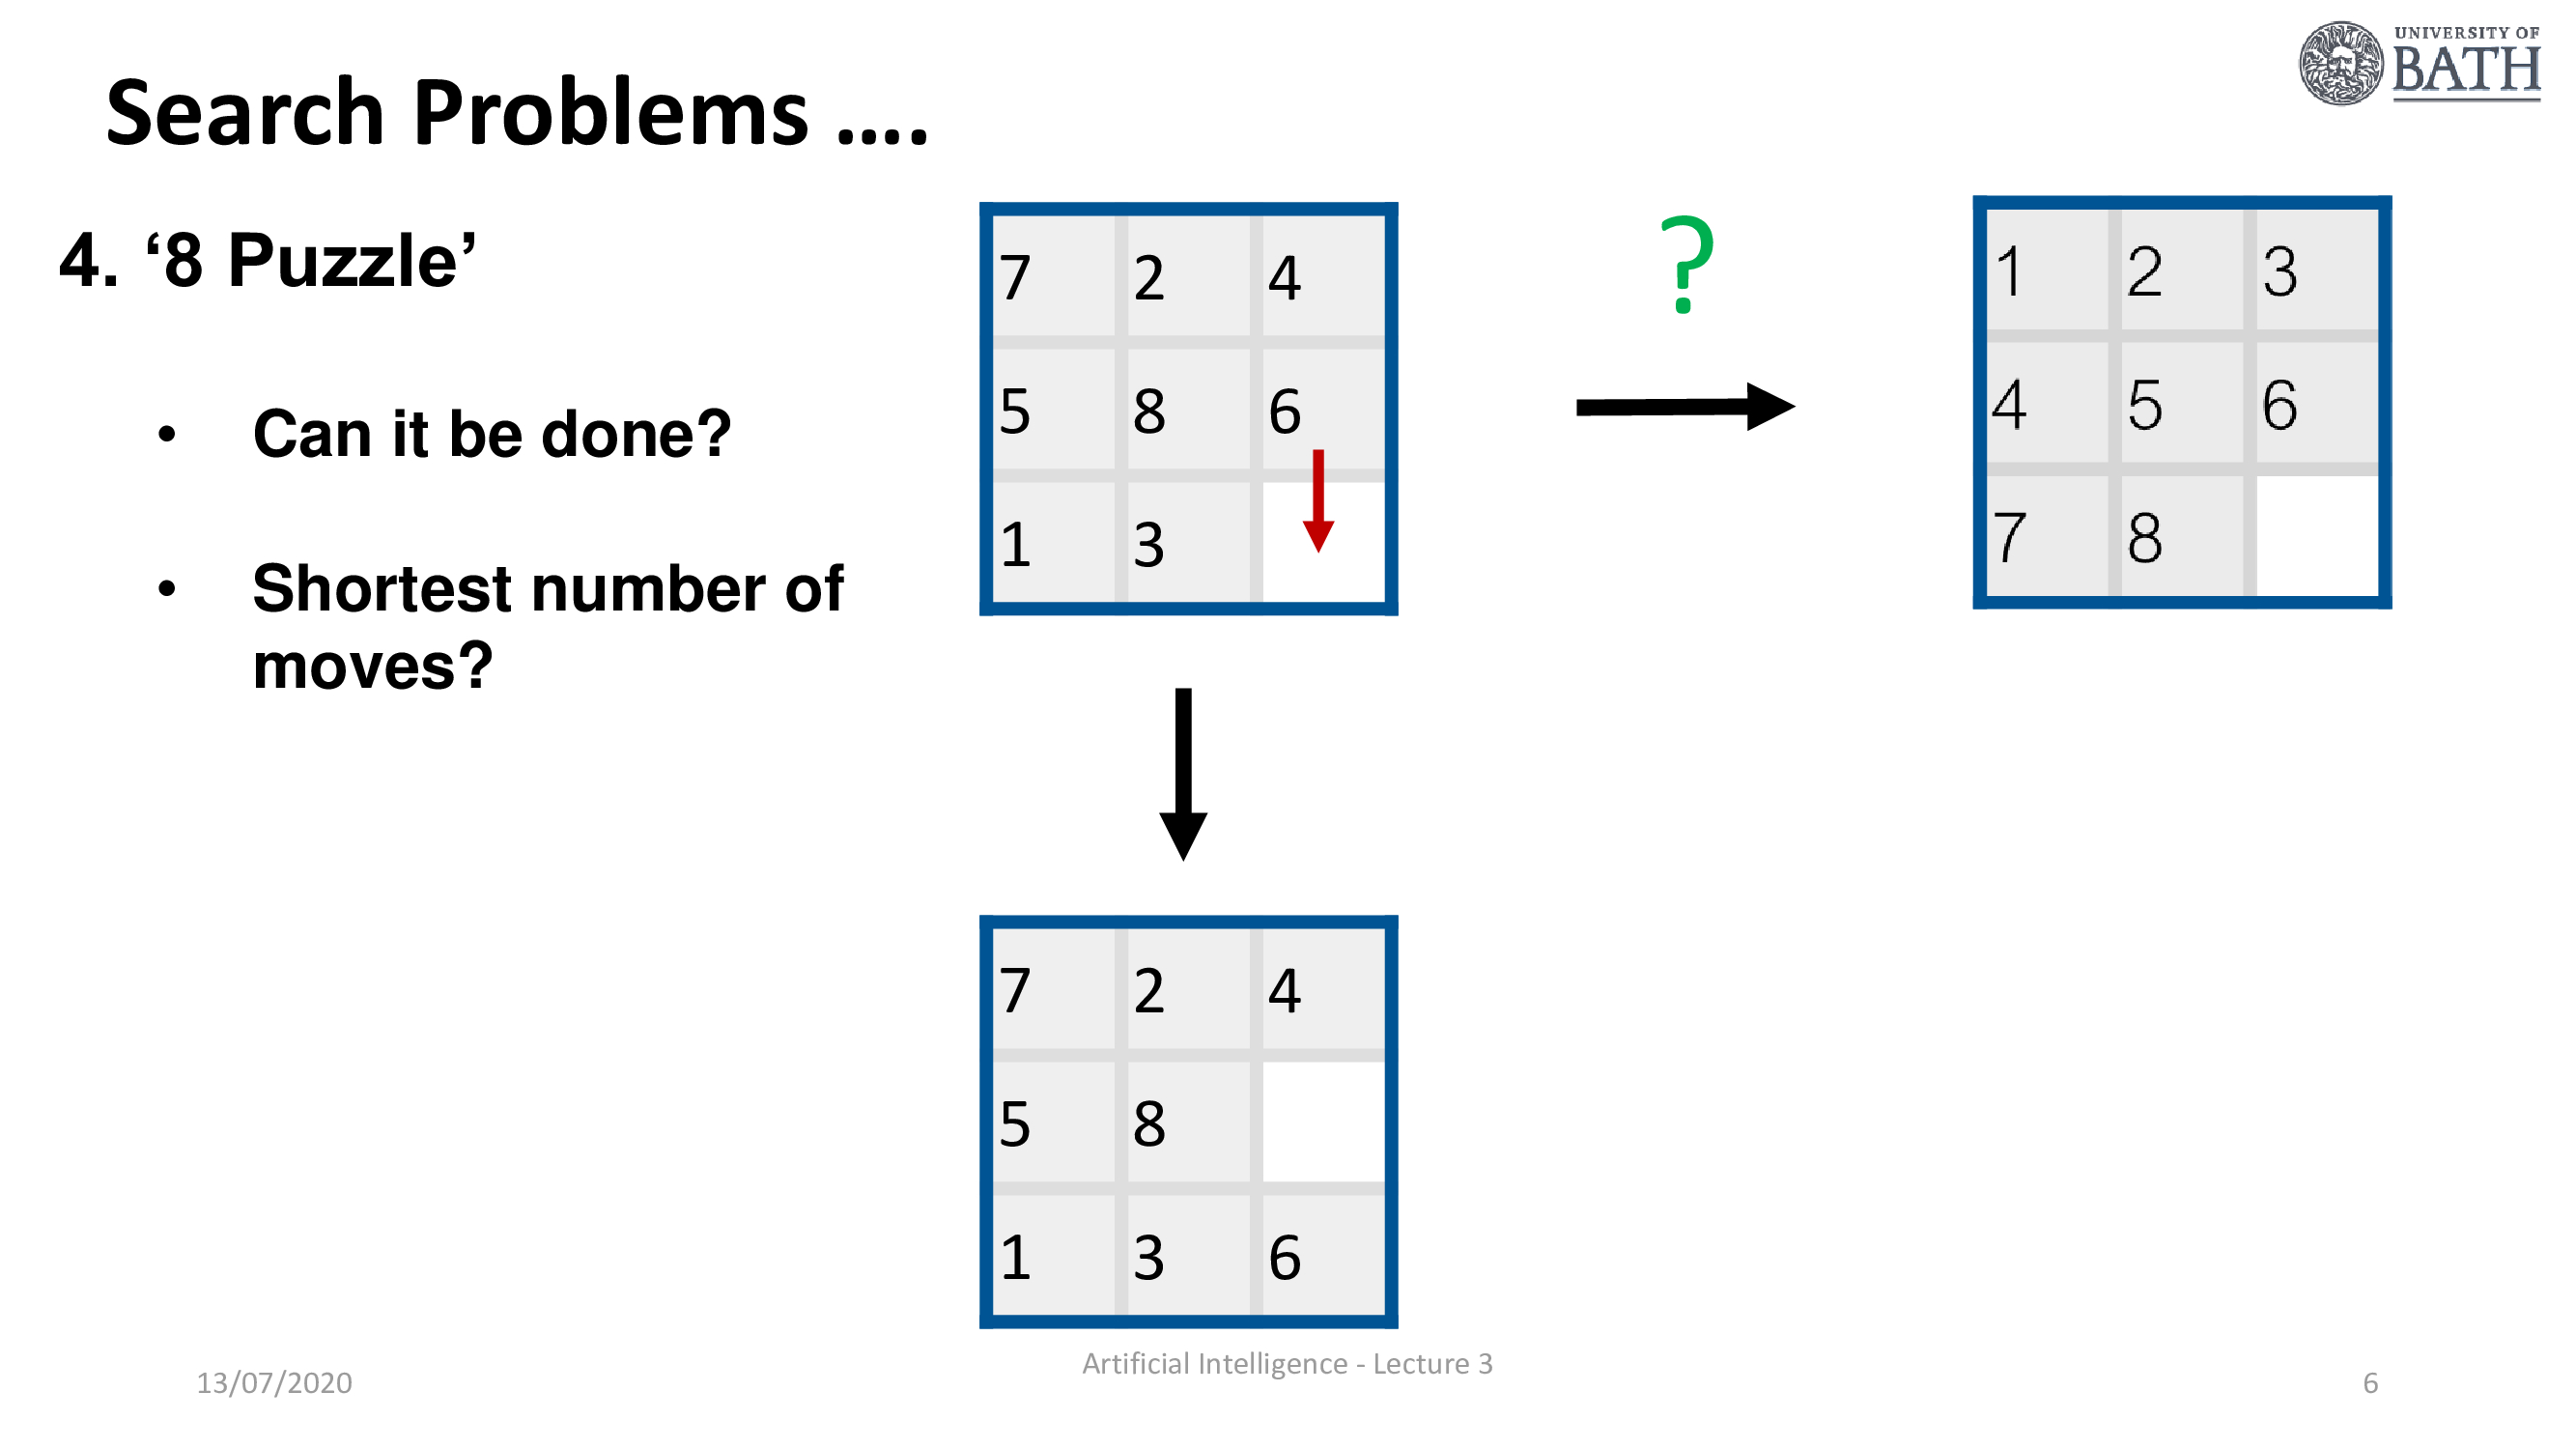 UNIVERSITY OF
BATH
Search Problems ....
4. ‘8 Puzzle’
• Can it be done?
• Shortest number of
moves?
7 2 4
5 8 6
1 3
?
1 2 3
4 5 6
7 8
7 2 4
5 8
1 3 6
13/07/2020
Artificial Intelligence - Lecture 3
6